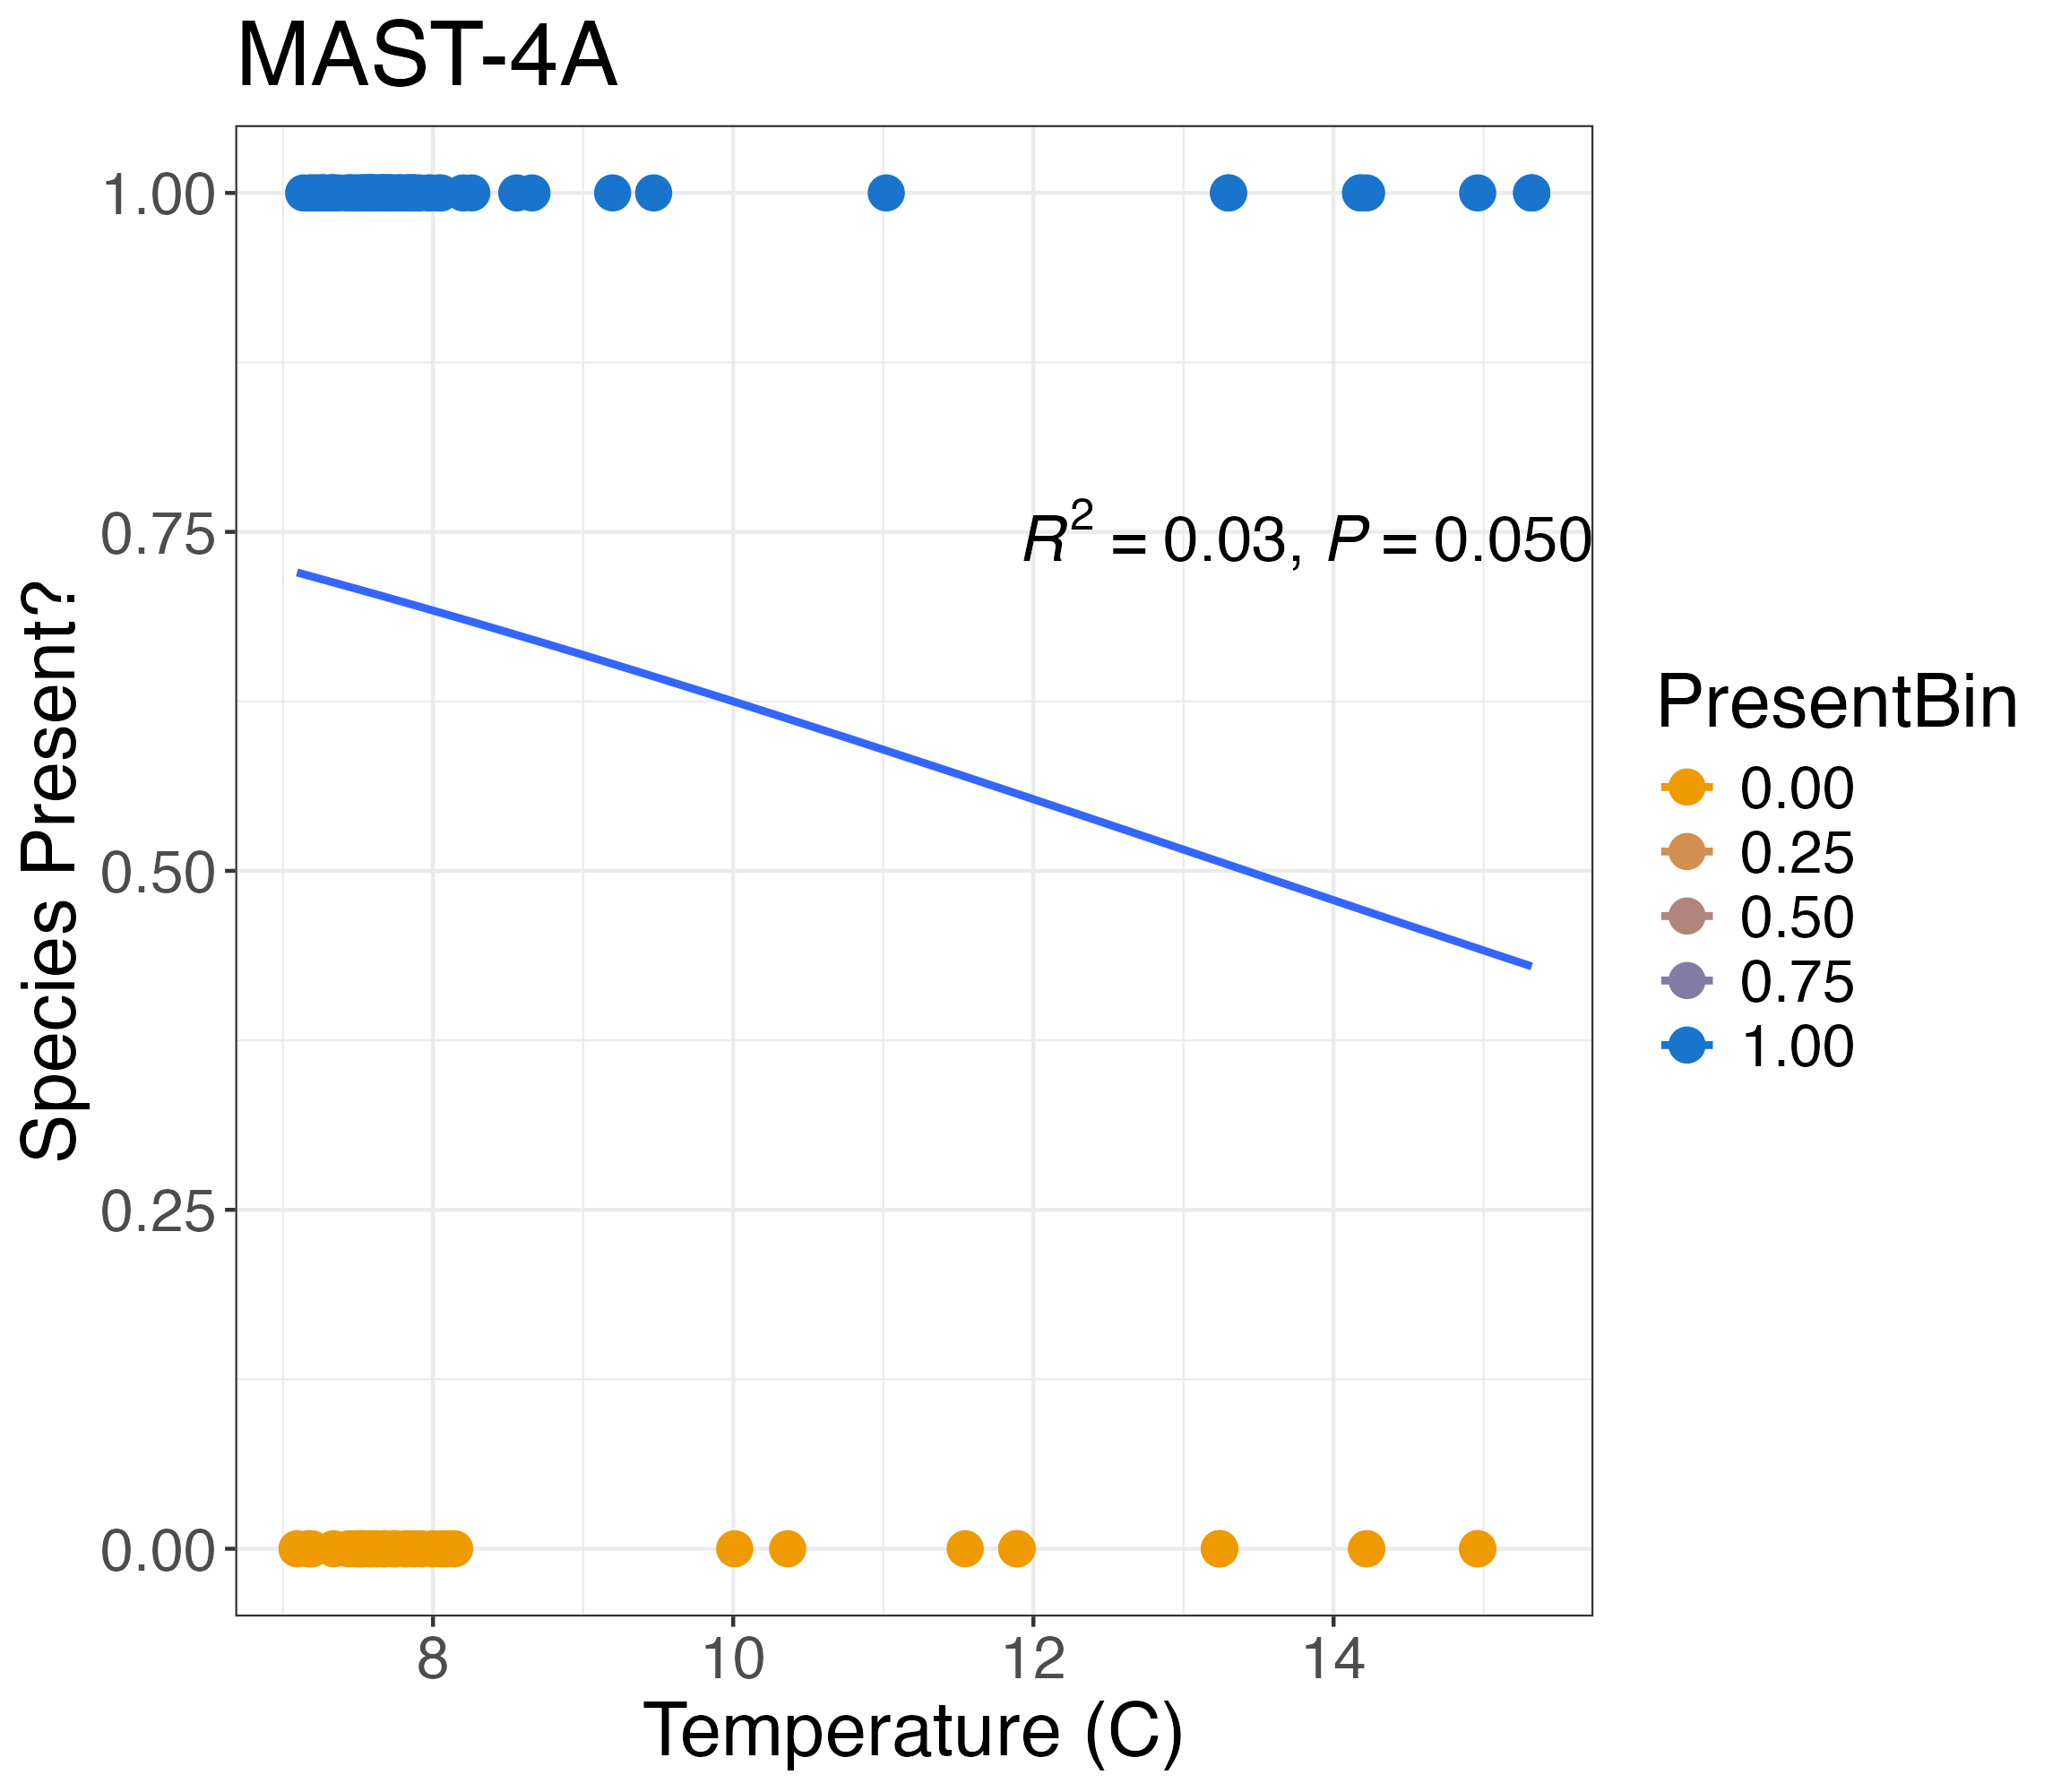 MAST-4A
1.00
0.75
0.50
0.25
0.00
Species Present?
R² = 0.03, P = 0.050
8 10 12 14
Temperature (C)
PresentBin
0.00
0.25
0.50
0.75
1.00